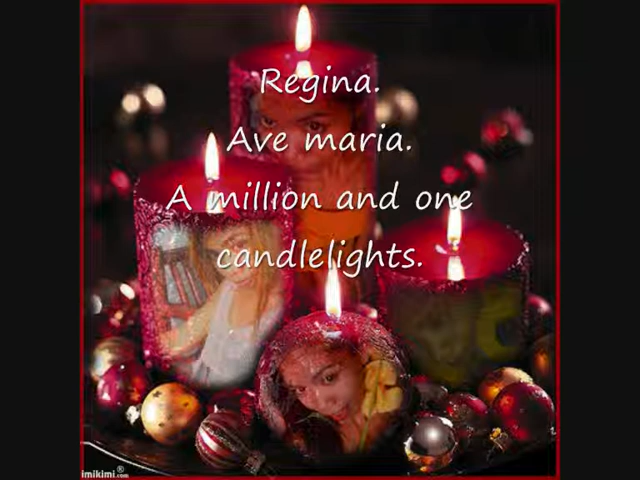 Regina.
Ave maria.
A million and one
candlelights.
imikimi.com®